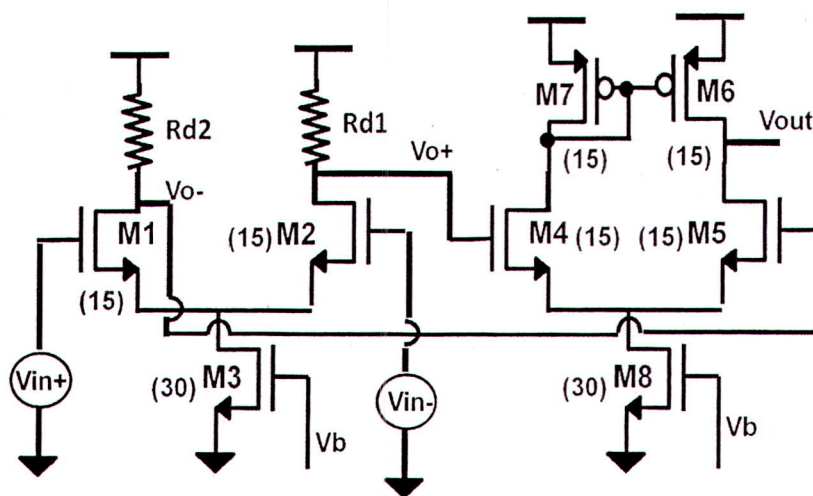 M7
M6
Rd2
Rd1
Vo+
(15)
(15)
Vout
Vo-
M1
(15) M2
M4 (15)
(15) M5
(15)
Vin+
(30) M3
Vin-
(30) M8
Vb
Vb